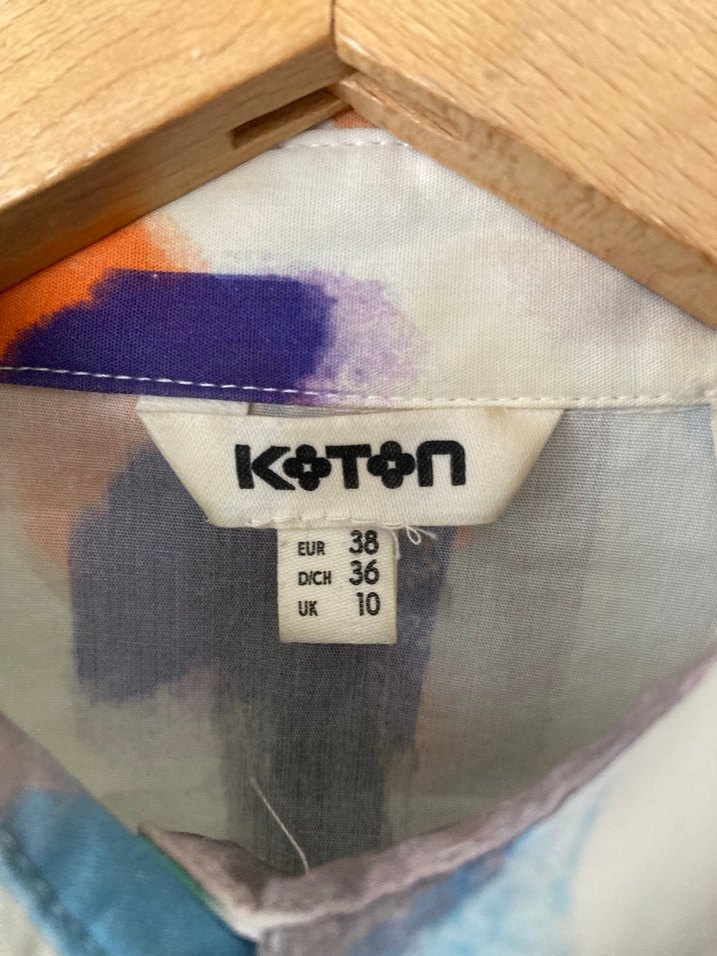 KOTON
EUR 38
D/CH 36
UK 10